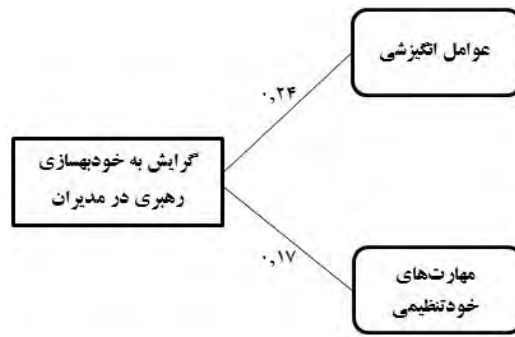 عوامل انگیزشی
۰,۲۴
گرایش به خودبهسازی
رهبری در مدیران
۰,۱۷
مهارت‌های
خودتنظیمی